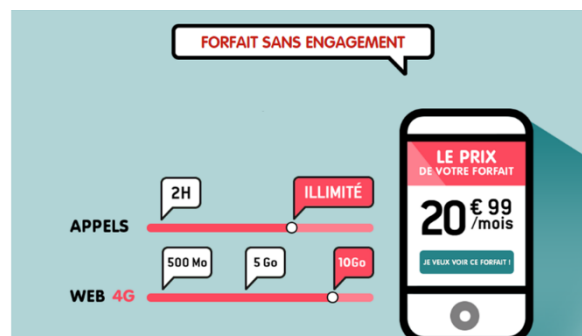 FORFAIT SANS ENGAGEMENT
2H
ILLIMITÉ
APPELS
500 Mo
5 Go
10Go
WEB 4G
LE PRIX
DE VOTRE FORFAIT
20€99
/mois
JE VEUX VOIR CE FORFAIT !